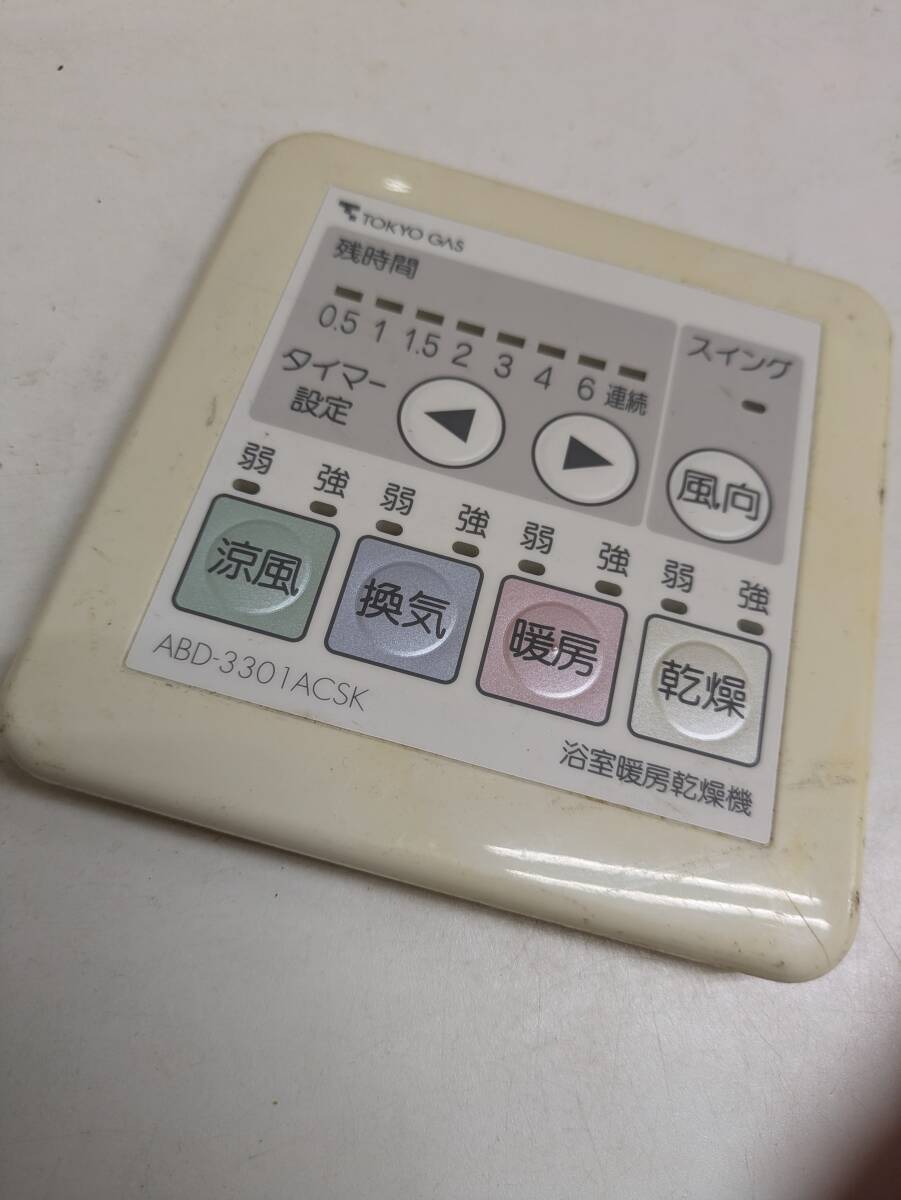 TOKYO GAS
残時間
0.5 1 1.5 2 3 4 6 連続
タイマー
設定
スイング
風向
弱 強 弱 強 弱 強 弱 強
涼風 換気 暖房 乾燥
ABD-3301ACSK
浴室暖房乾燥機